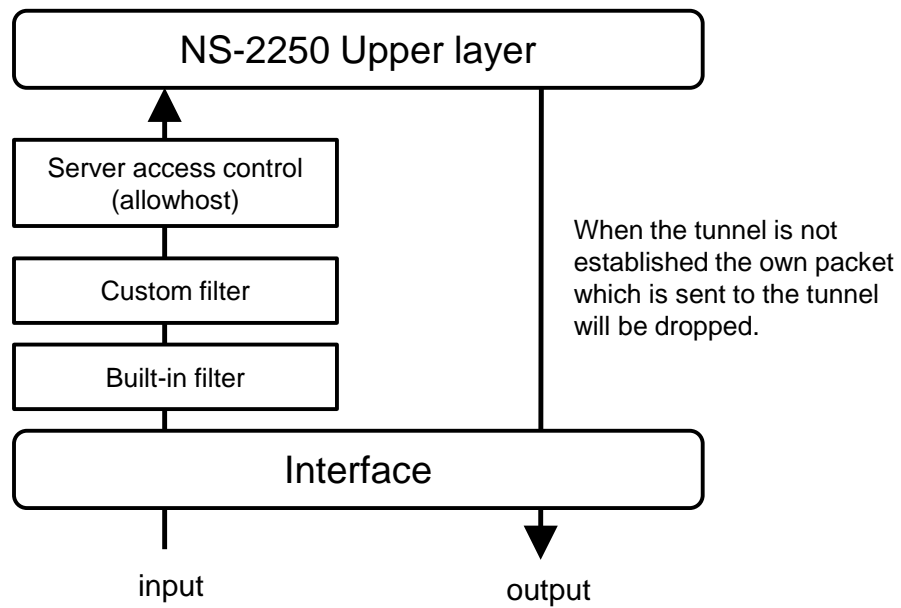 NS-2250 Upper layer
Server access control
(allowhost)
Custom filter
Built-in filter
When the tunnel is not
established the own packet
which is sent to the tunnel
will be dropped.
Interface
input
output